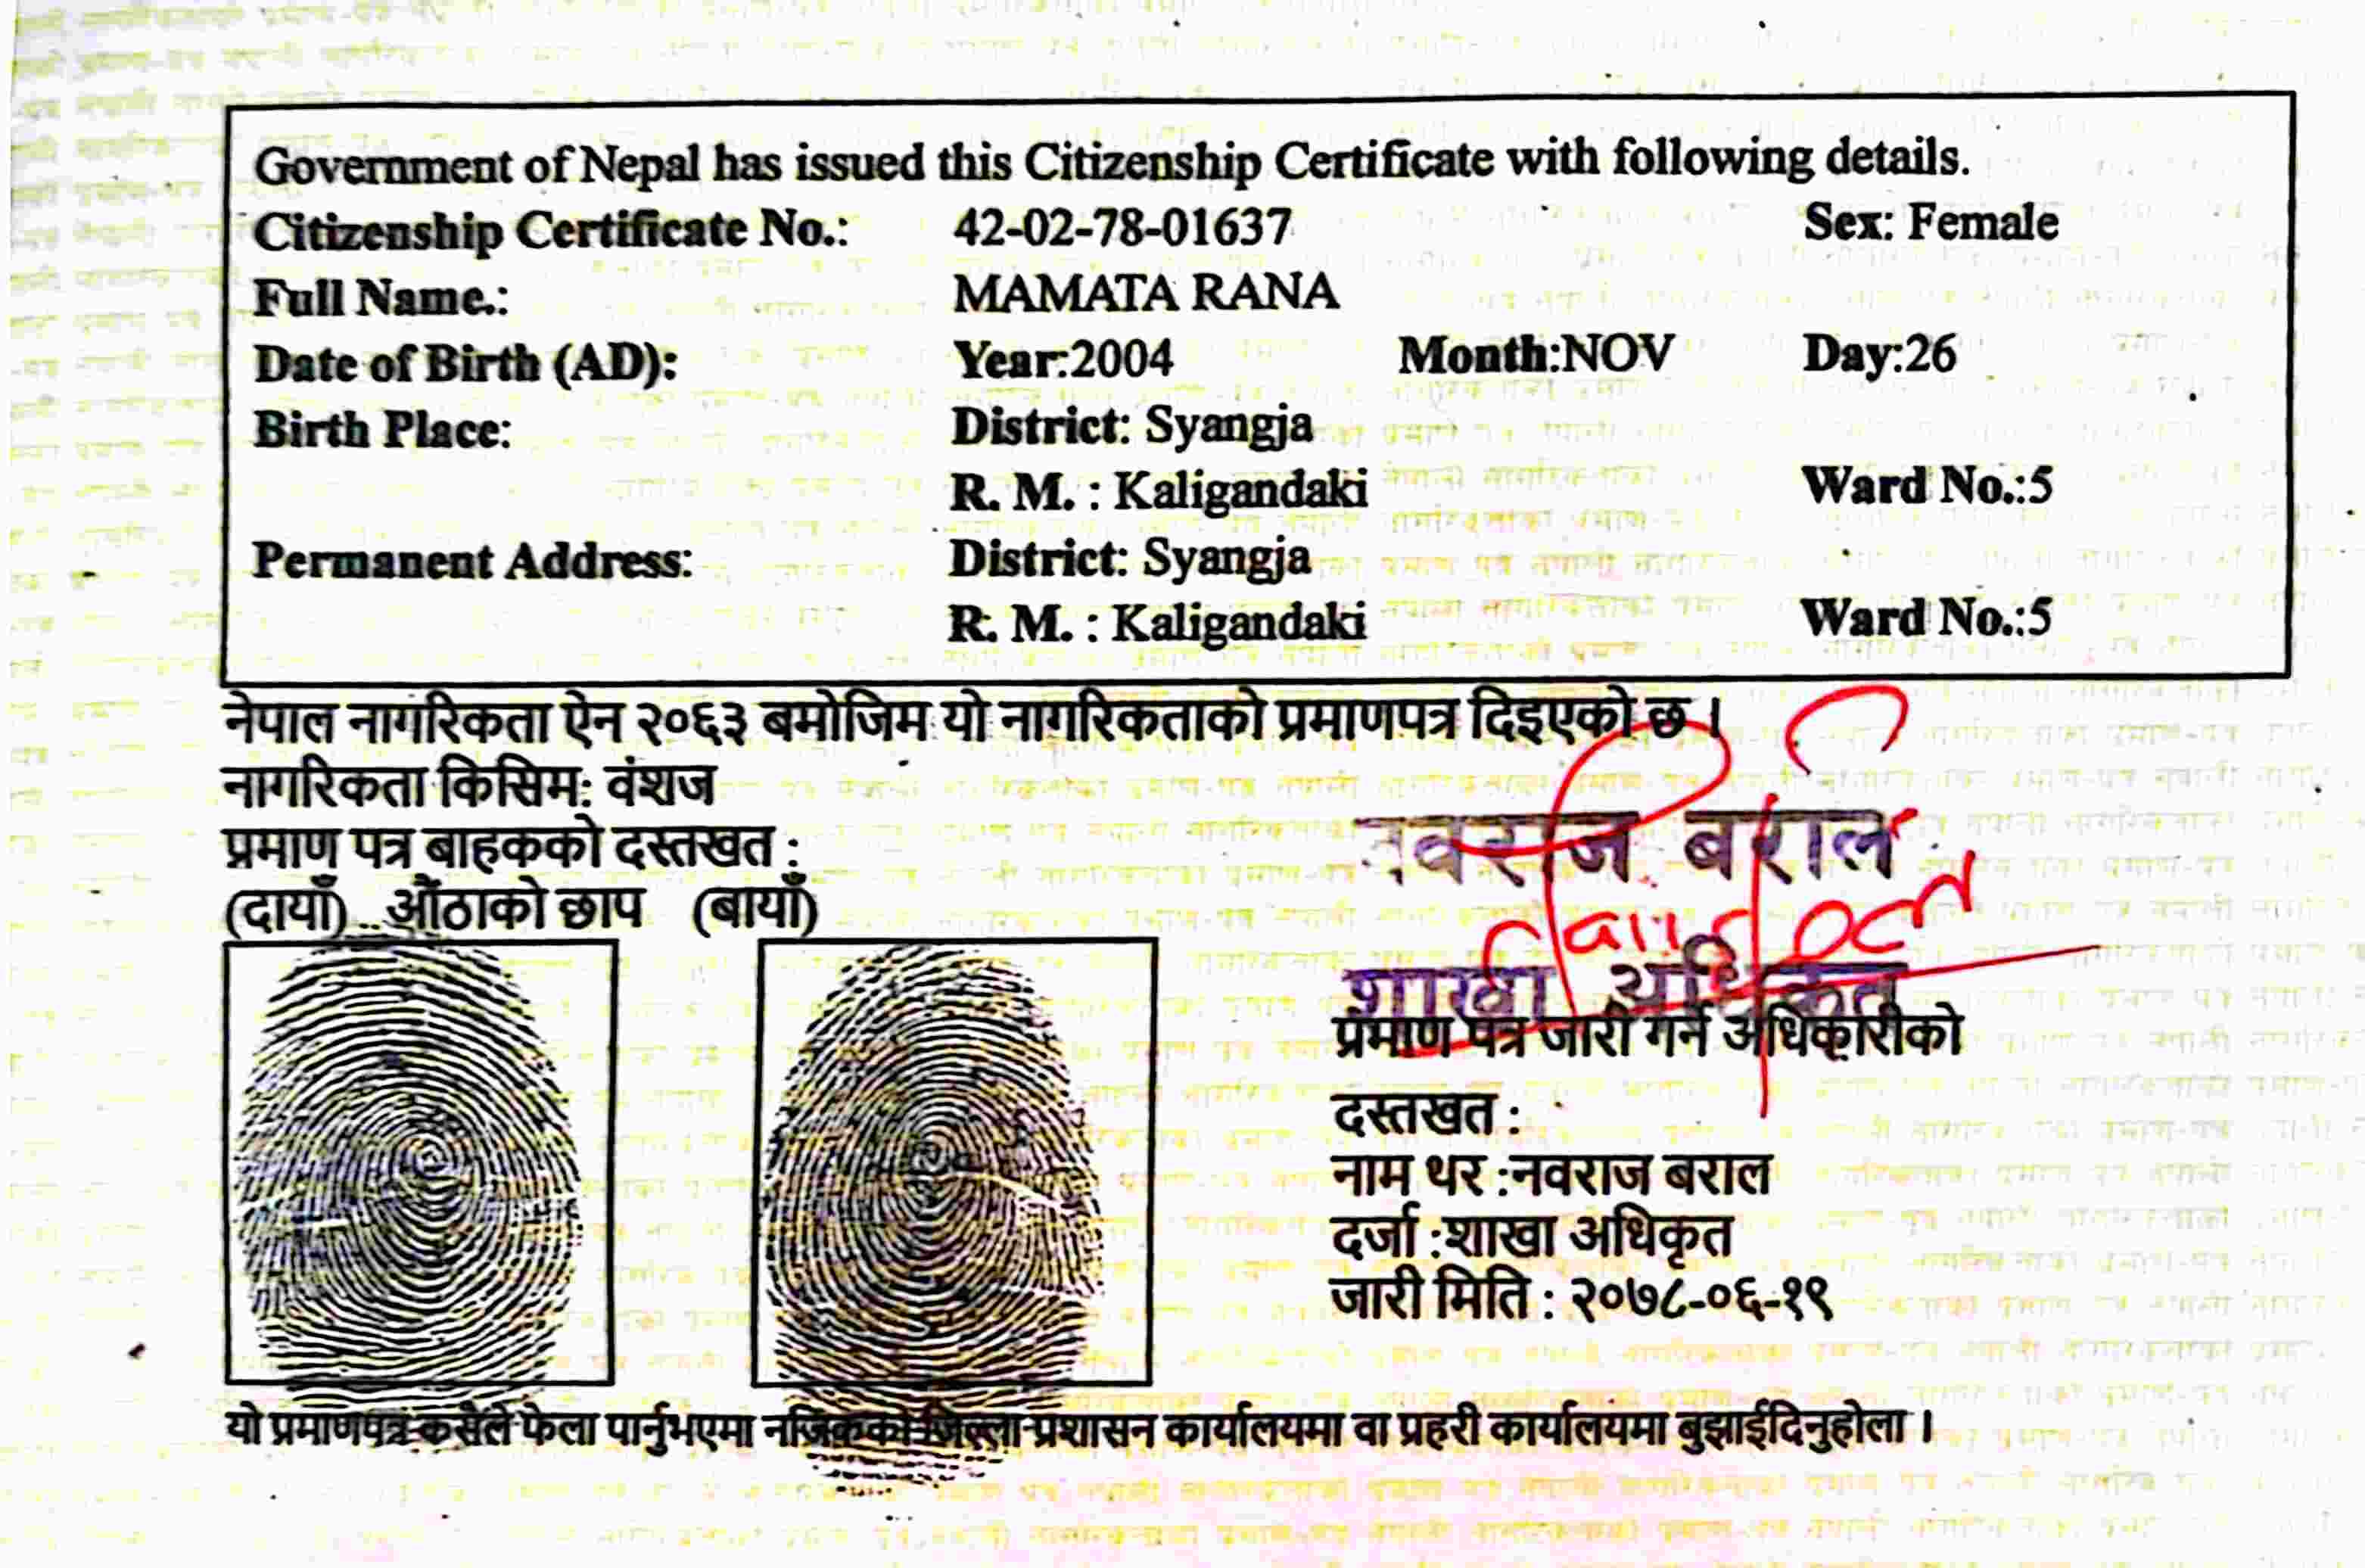 Government of Nepal has issued this Citizenship Certificate with following details.
Citizenship Certificate No.: 42-02-78-01637 Sex: Female
Full Name.: MAMATA RANA
Date of Birth (AD): Year:2004 Month:NOV Day:26
Birth Place: District: Syangja
R. M. : Kaligandaki Ward No.:5
Permanent Address: District: Syangja
R. M. : Kaligandaki Ward No.:5
नेपाल नागरिकता ऐन २०६३ बमोजिम यो नागरिकताको प्रमाणपत्र दिइएको छ ।
नागरिकता किसिम: वंशज
प्रमाण पत्र बाहकको दस्तखत :
(दायाँ) औंठाको छाप (बायाँ)
नवराज बराल
शाखा अधिकृत
प्रमाण पत्र जारी गर्ने अधिकारीको
दस्तखत :
नाम थर :नवराज बराल
दर्जा :शाखा अधिकृत
जारी मिति : २०७८-०६-१९
यो प्रमाणपत्र कसैले फेला पार्नुभएमा नजिकको जिल्ला प्रशासन कार्यालयमा वा प्रहरी कार्यालयमा बुझाईदिनुहोला ।